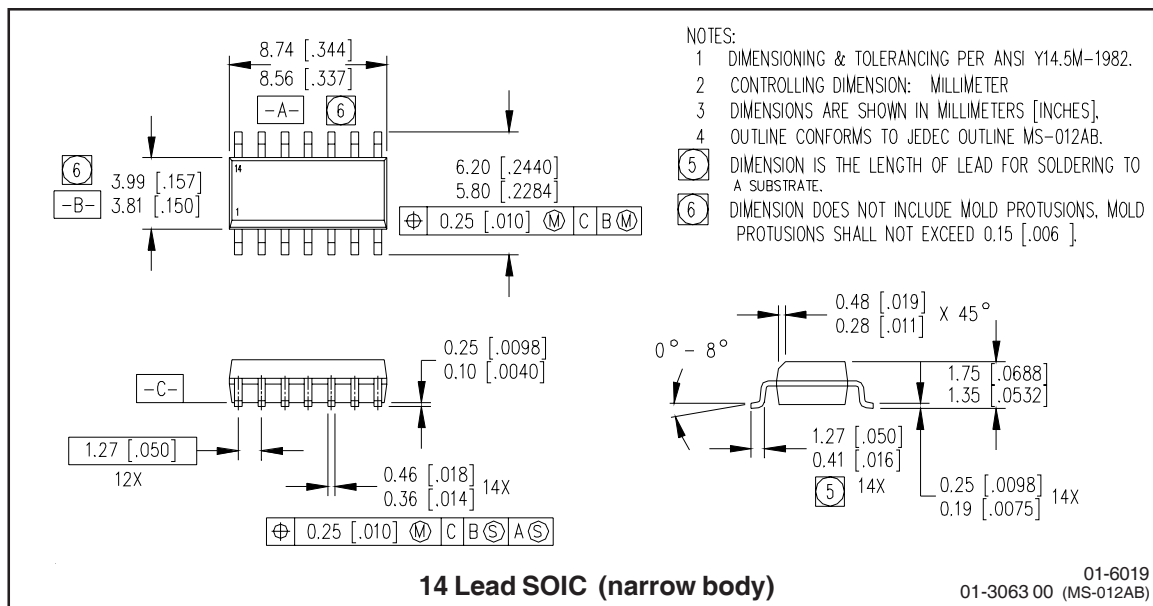 8.74 [.344]
8.56 [.337]
-A- 6
14
1
6
3.99 [.157]
3.81 [.150]
-B-
6.20 [.2440]
5.80 [.2284]
⌖ 0.25 [.010] Ⓜ C B Ⓜ
NOTES:
1 DIMENSIONING & TOLERANCING PER ANSI Y14.5M-1982.
2 CONTROLLING DIMENSION: MILLIMETER
3 DIMENSIONS ARE SHOWN IN MILLIMETERS [INCHES].
4 OUTLINE CONFORMS TO JEDEC OUTLINE MS-012AB.
5 DIMENSION IS THE LENGTH OF LEAD FOR SOLDERING TO
A SUBSTRATE.
6 DIMENSION DOES NOT INCLUDE MOLD PROTUSIONS, MOLD
PROTUSIONS SHALL NOT EXCEED 0.15 [.006 ].
-C-
0.25 [.0098]
0.10 [.0040]
1.27 [.050]
12X
0.46 [.018]
0.36 [.014] 14X
⌖ 0.25 [.010] Ⓜ C B Ⓢ A Ⓢ
0.48 [.019]
0.28 [.011] X 45°
0° - 8°
1.75 [.0688]
1.35 [.0532]
1.27 [.050]
0.41 [.016]
5 14X
0.25 [.0098]
0.19 [.0075] 14X
14 Lead SOIC (narrow body)
01-6019
01-3063 00 (MS-012AB)